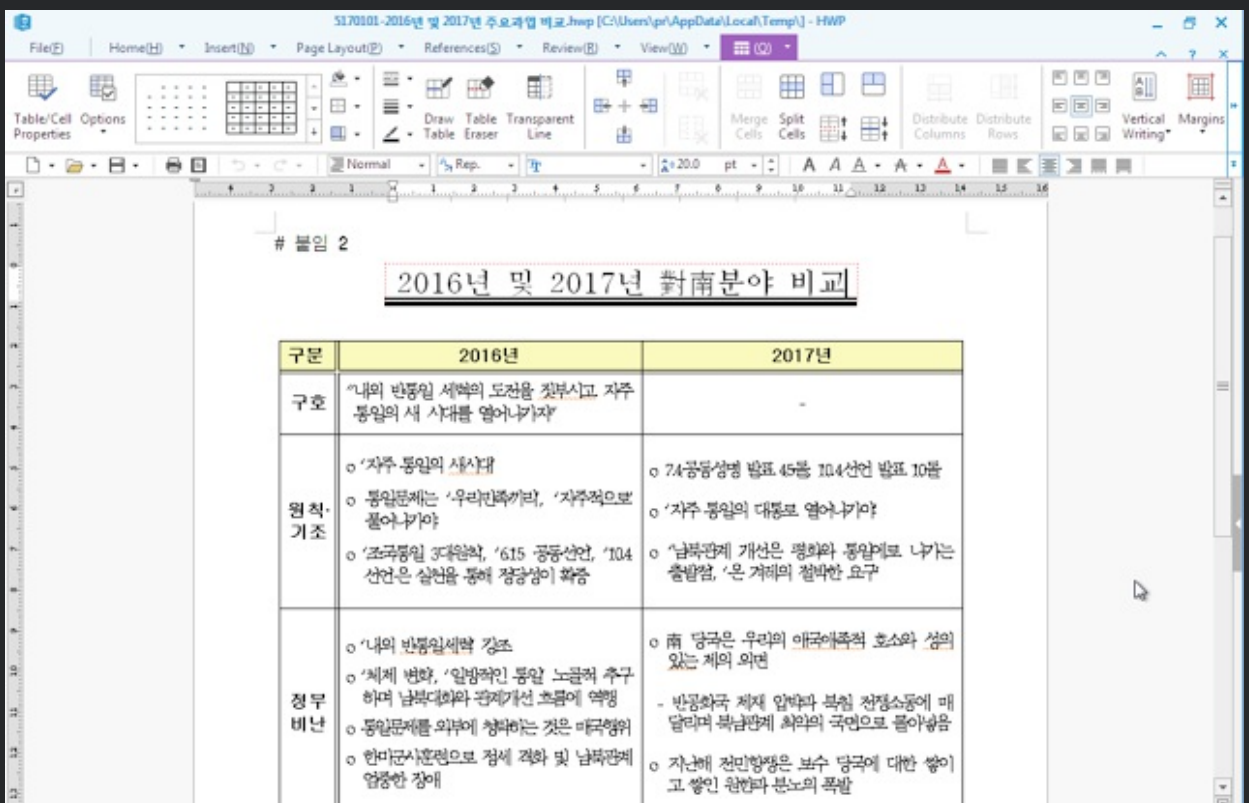 5170101-2016년 및 2017년 주요과업 비교.hwp [C:\Users\pr\AppData\Local\Temp\] - HWP
File(F) Home(H) Insert(N) Page Layout(P) References(S) Review(R) View(W) (Q)
Table/Cell Properties
Options
Draw Table
Table Eraser
Transparent Line
Merge Cells
Split Cells
Distribute Columns
Distribute Rows
Vertical Writing
Margins
Normal Rep. 20.0 pt
# 붙임 2
2016년 및 2017년 對南분야 비교
구분 2016년 2017년
구호
"내외 반통일 세력의 도전을 짓부시고 자주
통일의 새 시대를 열어나가자"
-
원칙·
기조
o '자주 통일의 새시대'
o 통일문제는 '우리민족끼리', '자주적으로'
풀어나가야
o '조국통일 3대원칙', '6.15 공동선언', '10.4
선언'은 실천을 통해 정당성이 확증
o 7.4공동성명 발표 45돌, 10.4선언 발표 10돌
o '자주 통일의 대통로' 열어나가야
o '남북관계 개선은 평화와 통일에로 나가는
출발점', '온 겨레의 절박한 요구'
정부
비난
o '내외 반통일세력' 강조
o '체제 변화', '일방적인 통일' 노골적 추구
하며 남북대화와 관계개선 흐름에 역행
o 통일문제를 외부에 청탁하는 것은 매국행위
o 한미군사훈련으로 정세 격화 및 남북관계
엄중한 장애
o 南 당국은 우리의 애국애족적 호소와 성의
있는 제의 외면
- 반공화국 제재 압박과 북침 전쟁소동에 매
달리며 북남관계 최악의 국면으로 몰아넣음
o 지난해 전민항쟁은 보수 당국에 대한 쌓이
고 쌓인 원한과 분노의 폭발